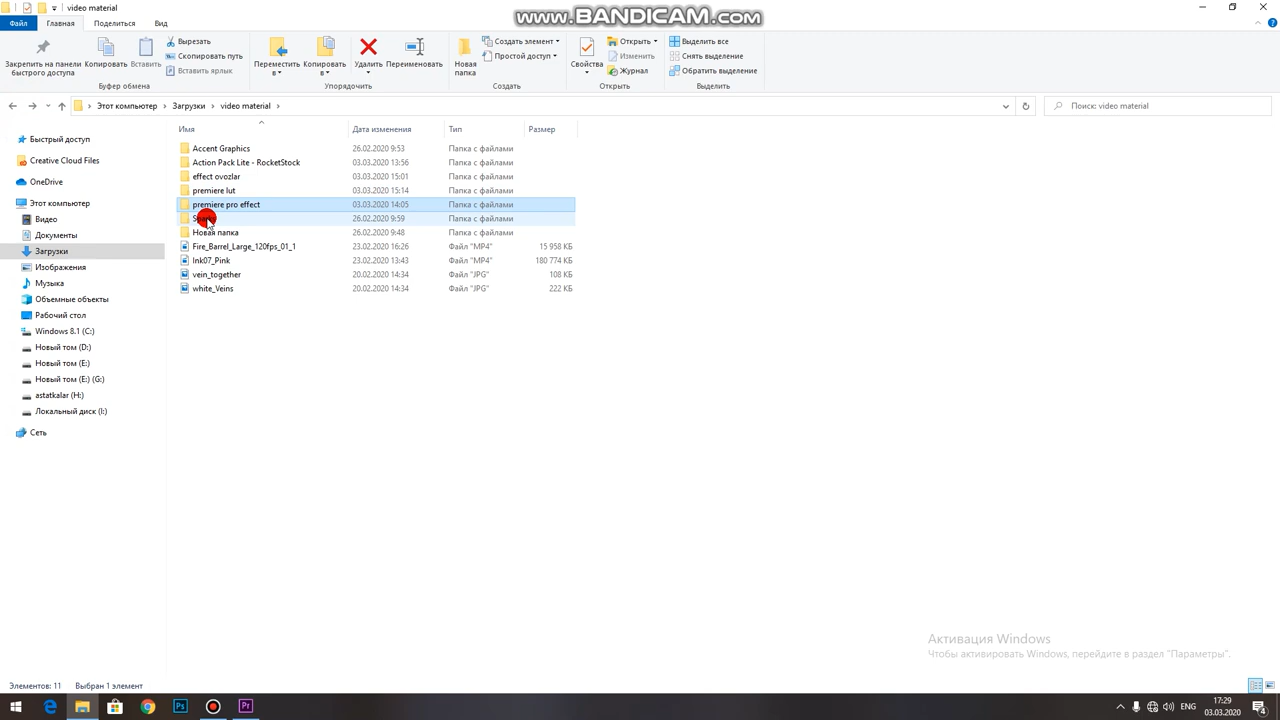 video material
www.BANDICAM.com
Файл Главная Поделиться Вид
Закрепить на панели быстрого доступа
Копировать
Вставить
Вырезать
Скопировать путь
Вставить ярлык
Буфер обмена
Переместить в
Копировать в
Удалить
Переименовать
Упорядочить
Новая папка
Создать элемент
Простой доступ
Создать
Свойства
Открыть
Изменить
Журнал
Открыть
Выделить все
Снять выделение
Обратить выделение
Выделить
Этот компьютер > Загрузки > video material >
Поиск: video material
Имя Дата изменения Тип Размер
Accent Graphics 26.02.2020 9:53 Папка с файлами
Action Pack Lite - RocketStock 03.03.2020 13:56 Папка с файлами
effect ovozlar 03.03.2020 15:01 Папка с файлами
premiere lut 03.03.2020 15:14 Папка с файлами
premiere pro effect 03.03.2020 14:05 Папка с файлами
26.02.2020 9:59 Папка с файлами
Новая папка 26.02.2020 9:48 Папка с файлами
Fire_Barrel_Large_120fps_01_1 23.02.2020 16:26 Файл "MP4" 15 958 КБ
Ink07_Pink 23.02.2020 13:43 Файл "MP4" 180 774 КБ
vein_together 20.02.2020 14:34 Файл "JPG" 108 КБ
white_Veins 20.02.2020 14:34 Файл "JPG" 222 КБ
Быстрый доступ
Creative Cloud Files
OneDrive
Этот компьютер
Видео
Документы
Загрузки
Изображения
Музыка
Объемные объекты
Рабочий стол
Windows 8.1 (C:)
Новый том (D:)
Новый том (E:)
Новый том (E:) (G:)
astatkalar (H:)
Локальный диск (I:)
Сеть
Активация Windows
Чтобы активировать Windows, перейдите в раздел "Параметры".
Элементов: 11 Выбран 1 элемент
Ps
Pr
ENG
17:29
03.03.2020
4